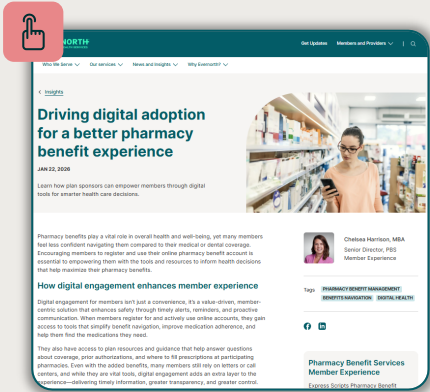 NORTH
Get Updates Members and Providers
Who We Serve Our services News and Insights Why Evernorth?
Insights
Driving digital adoption
for a better pharmacy
benefit experience
JAN 22, 2026
Learn how plan sponsors can empower members through digital
tools for smarter health care decisions.
Pharmacy benefits play a vital role in overall health and well-being, yet many members
feel less confident navigating them compared to their medical or dental coverage.
Encouraging members to register and use their online pharmacy benefit account is
essential to empowering them with the tools and resources to inform health decisions
that help maximize their pharmacy benefits.
How digital engagement enhances member experience
Digital engagement for members isn't just a convenience, it's a value-driven, member-
centric solution that enhances safety through timely alerts, reminders, and proactive
communication. When members register and actively use online accounts, they gain
access to tools that simplify benefit navigation, improve medication adherence, and
help them find the medications they need.
They also have access to plan resources and guidance that help answer questions
about coverage, prior authorizations, and where to fill prescriptions at participating
pharmacies. Even with the added benefits, many members still rely on letters or call
centers, and while they are vital tools, digital engagement adds an extra layer to the
experience—delivering timely information, greater transparency, and greater control.
Chelsea Harrison, MBA
Senior Director, PBS
Member Experience
Tags PHARMACY BENEFIT MANAGEMENT
BENEFITS NAVIGATION DIGITAL HEALTH
Pharmacy Benefit Services
Member Experience
Express Scripts Pharmacy Benefit